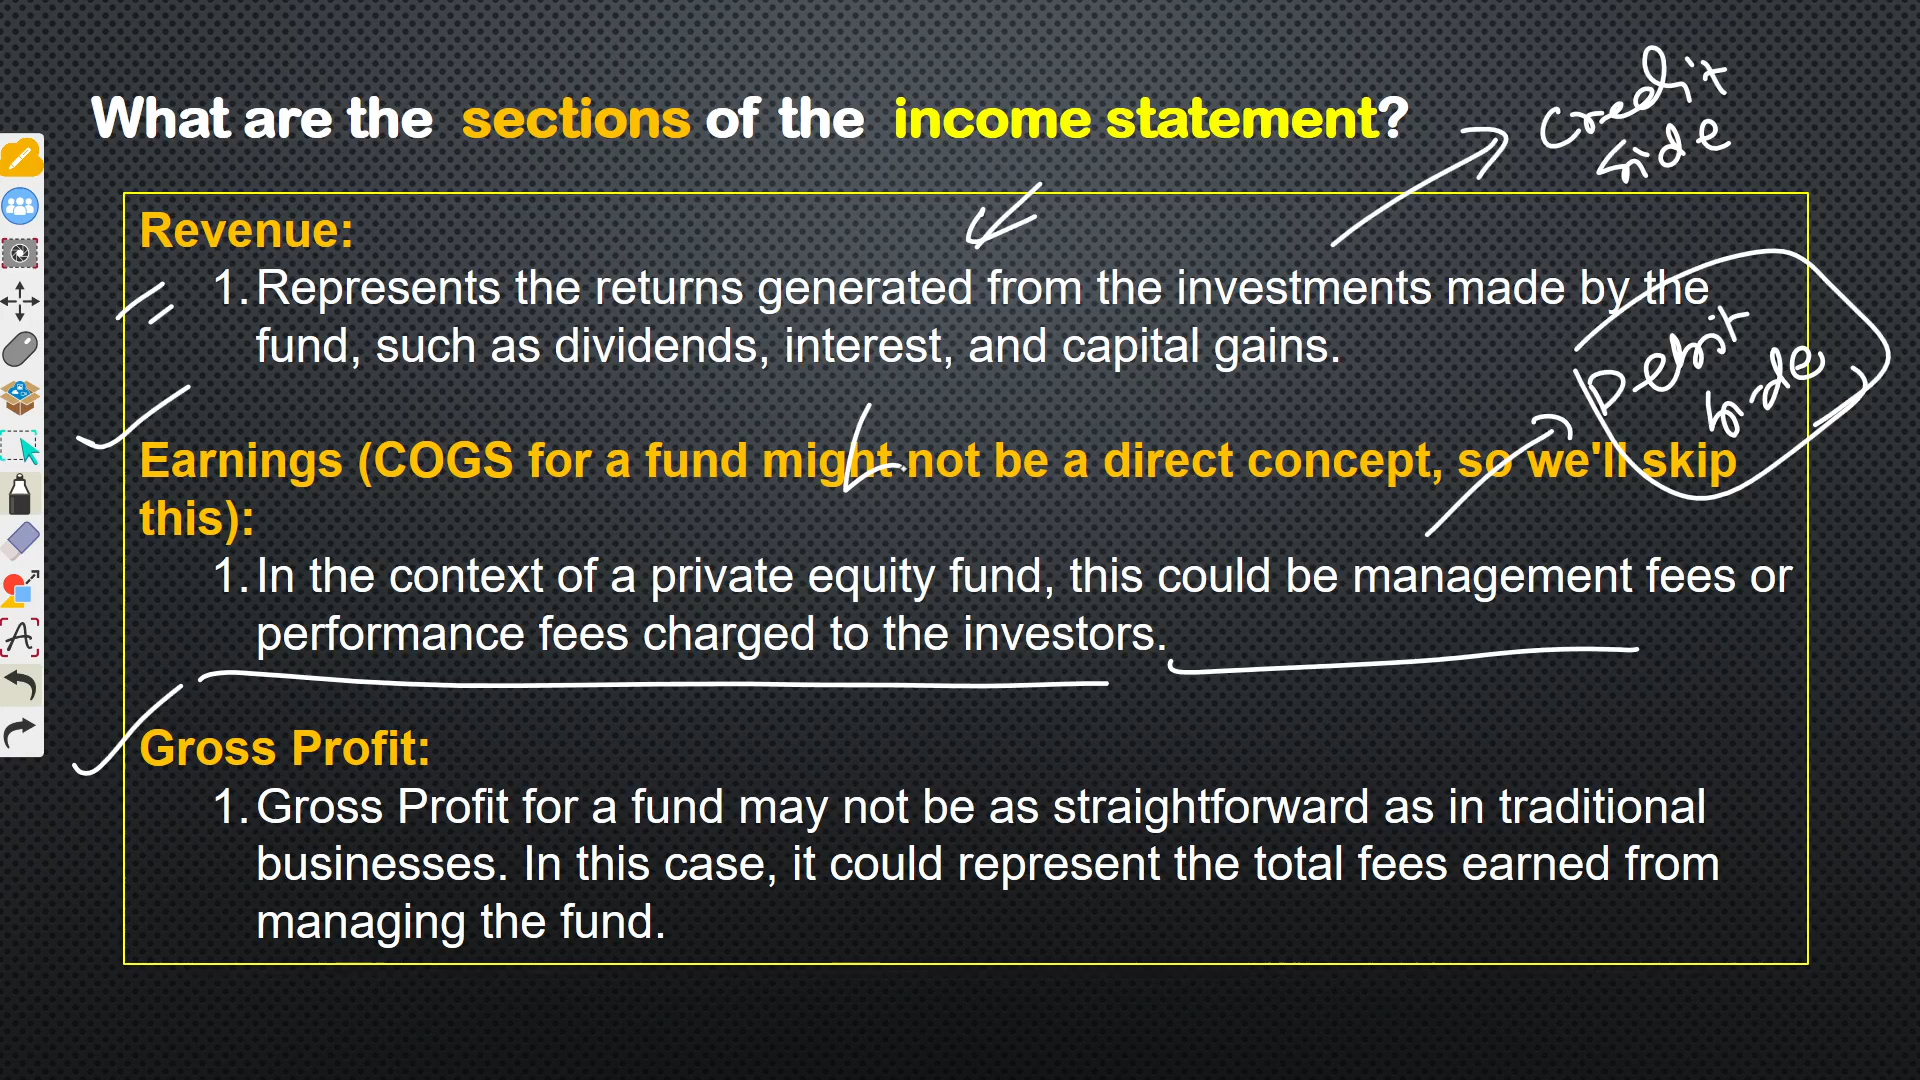 What are the sections of the income statement?
Credit
side
Revenue:
1. Represents the returns generated from the investments made by the
fund, such as dividends, interest, and capital gains.
Debit
side
Earnings (COGS for a fund might not be a direct concept, so we'll skip
this):
1. In the context of a private equity fund, this could be management fees or
performance fees charged to the investors.
Gross Profit:
1. Gross Profit for a fund may not be as straightforward as in traditional
businesses. In this case, it could represent the total fees earned from
managing the fund.